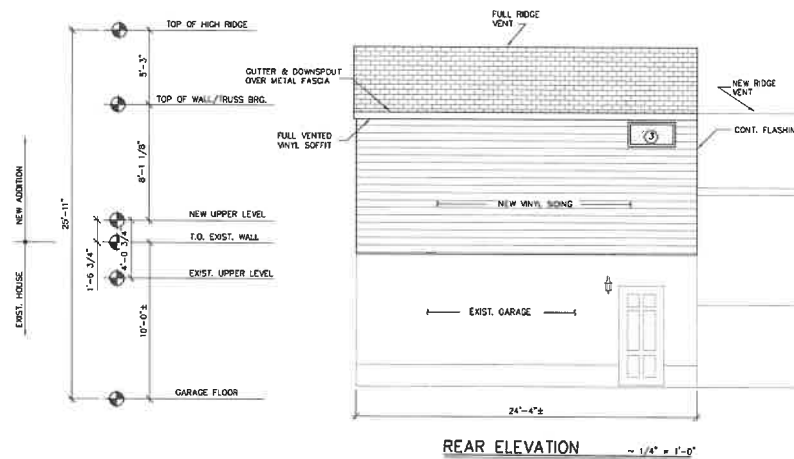 TOP OF HIGH RIDGE
5'-3"
TOP OF WALL/TRUSS BRG.
8'-1 1/8"
25'-11"
NEW ADDITION
NEW UPPER LEVEL
T.O. EXIST. WALL
1'-6 3/4"
4'-0 3/4"
EXIST. UPPER LEVEL
EXIST. HOUSE
10'-0"±
GARAGE FLOOR
FULL RIDGE
VENT
GUTTER & DOWNSPOUT
OVER METAL FASCIA
NEW RIDGE
VENT
FULL VENTED
VINYL SOFFIT
3
CONT. FLASHIN
NEW VINYL SIDING
EXIST. GARAGE
24'-4"±
REAR ELEVATION ~ 1/4" = 1'-0"